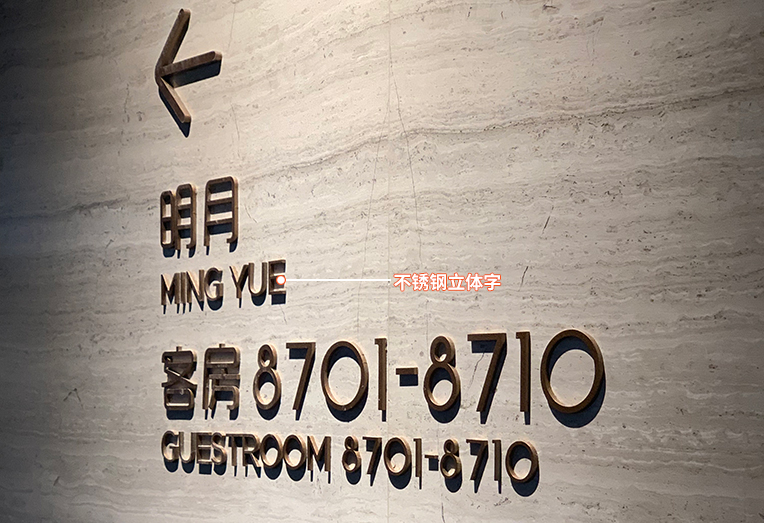 明月
MING YUE
不锈钢立体字
客房 8701-8710
GUESTROOM 8701-8710